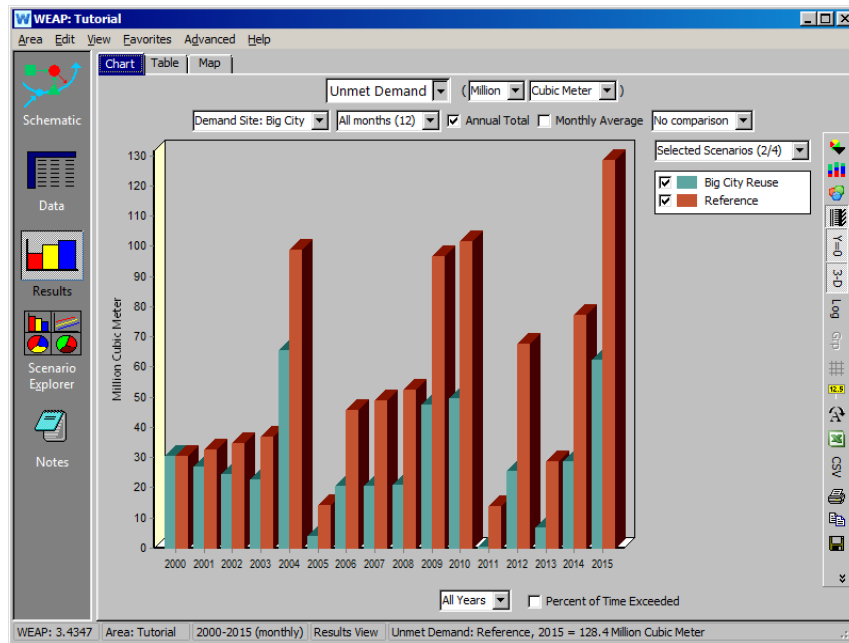 WEAP: Tutorial
Area Edit View Favorites Advanced Help
Chart Table Map
Unmet Demand ( Million Cubic Meter )
Demand Site: Big City All months (12) Annual Total Monthly Average No comparison
Selected Scenarios (2/4)
Big City Reuse
Reference
Schematic
Data
Results
Scenario
Explorer
Notes
Million Cubic Meter
130
120
110
100
90
80
70
60
50
40
30
20
10
0
2000 2001 2002 2003 2004 2005 2006 2007 2008 2009 2010 2011 2012 2013 2014 2015
Y=0
3-D
Log
Grp
12.5
A
CSV
All Years Percent of Time Exceeded
WEAP: 3.4347 Area: Tutorial 2000-2015 (monthly) Results View Unmet Demand: Reference, 2015 = 128.4 Million Cubic Meter